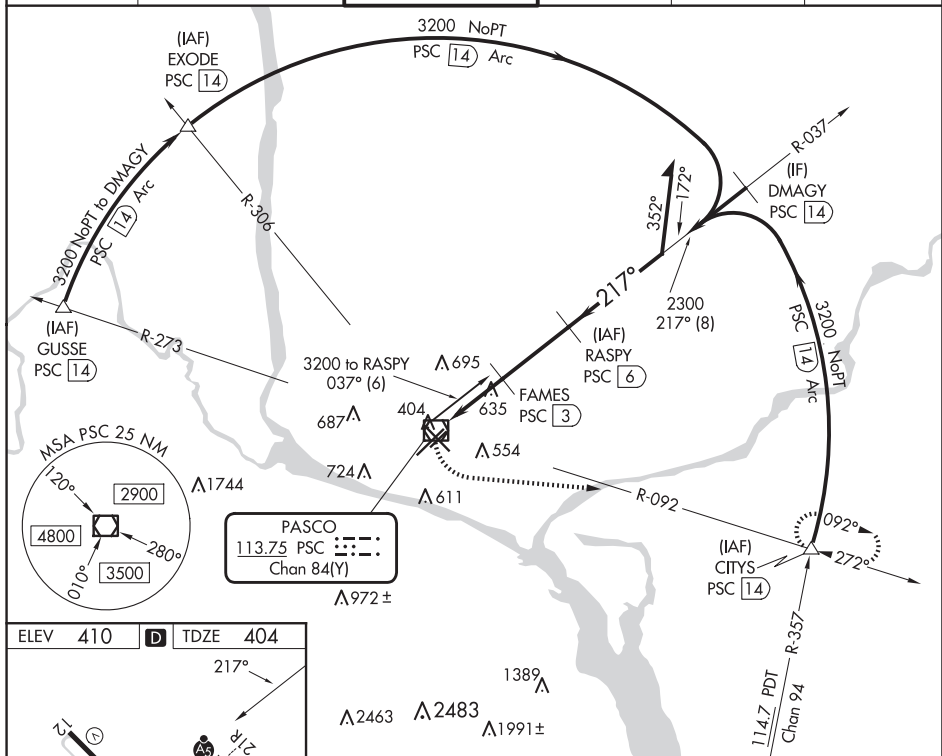 3200 NoPT
PSC 14 Arc
(IAF)
EXODE
PSC 14
3200 NoPT to DMAGY
PSC 14 Arc
R-306
R-037
(IF)
DMAGY
PSC 14
352°
172°
217°
2300
217° (8)
(IAF)
GUSSE
PSC 14
R-273
(IAF)
RASPY
PSC 6
3200 NoPT
PSC 14 Arc
3200 to RASPY
037° (6)
695
FAMES
PSC 3
635
404
687
554
724
611
R-092
MSA PSC 25 NM
120°
2900
4800
280°
3500
010°
1744
PASCO
113.75 PSC
Chan 84(Y)
972 ±
(IAF)
CITYS
PSC 14
092°
272°
R-357
114.7 PDT
Chan 94
ELEV 410 D TDZE 404
217°
12
V
A5
21R
1389
2463
2483
1991±